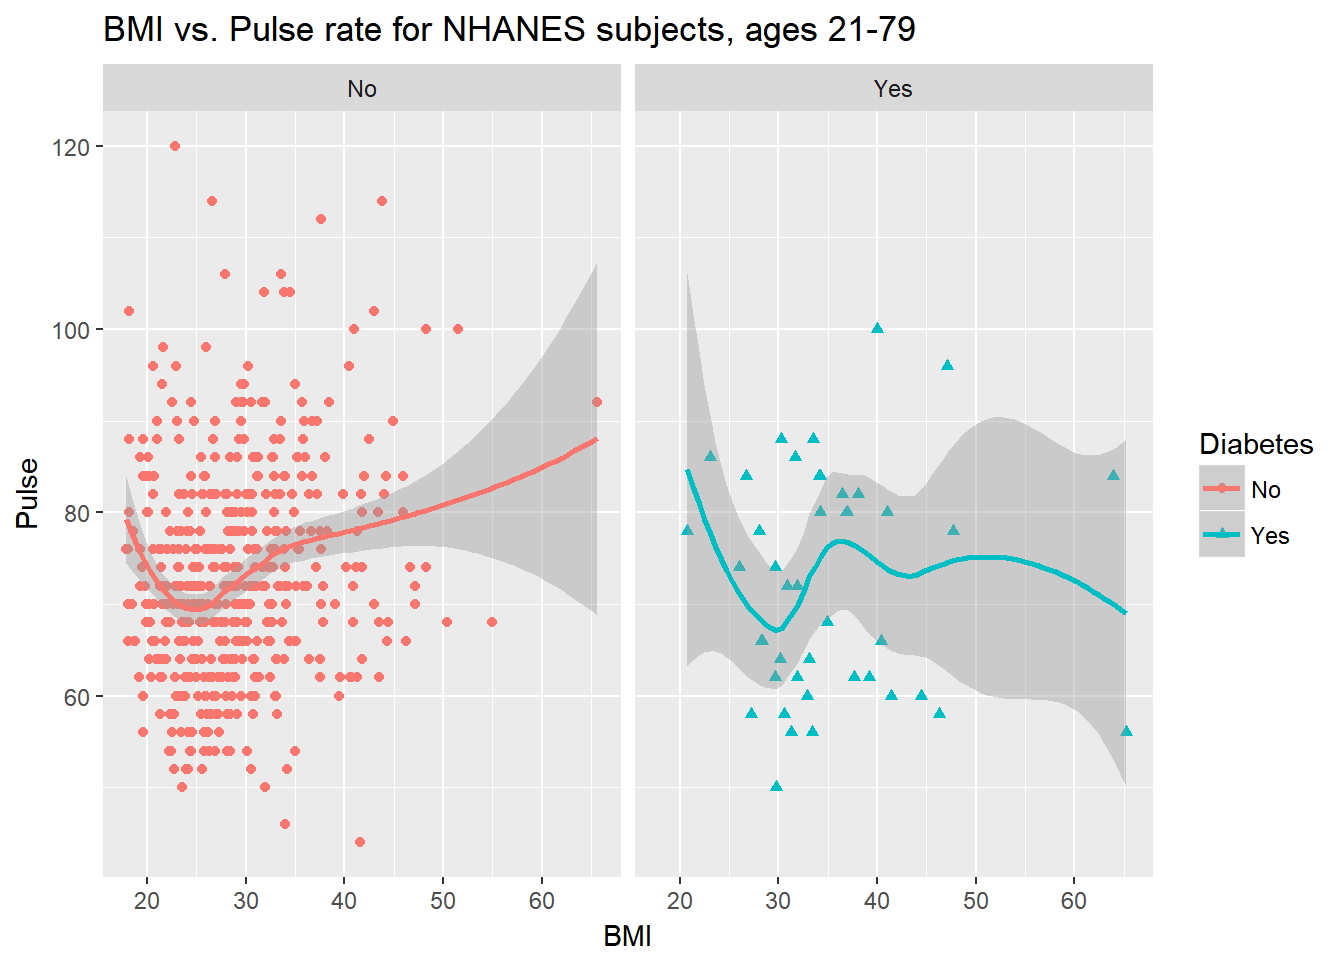 BMI vs. Pulse rate for NHANES subjects, ages 21-79
No
Yes
120
100
80
60
Pulse
20 30 40 50 60
20 30 40 50 60
BMI
Diabetes
No
Yes